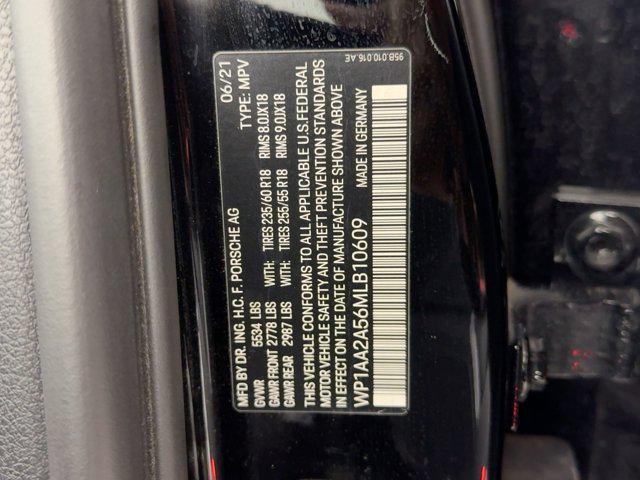 MFD BY DR. ING. H.C. F. PORSCHE AG 06/21
GVWR 5534 LBS TYPE: MPV
GAWR FRONT 2778 LBS WITH: TIRES 235/60 R18 RIMS 8.0JX18
GAWR REAR 2987 LBS WITH: TIRES 255/55 R18 RIMS 9.0JX18
THIS VEHICLE CONFORMS TO ALL APPLICABLE U.S. FEDERAL
MOTOR VEHICLE SAFETY AND THEFT PREVENTION STANDARDS
IN EFFECT ON THE DATE OF MANUFACTURE SHOWN ABOVE
WP1AA2A56MLB10609 MADE IN GERMANY
95B.010.016.AE